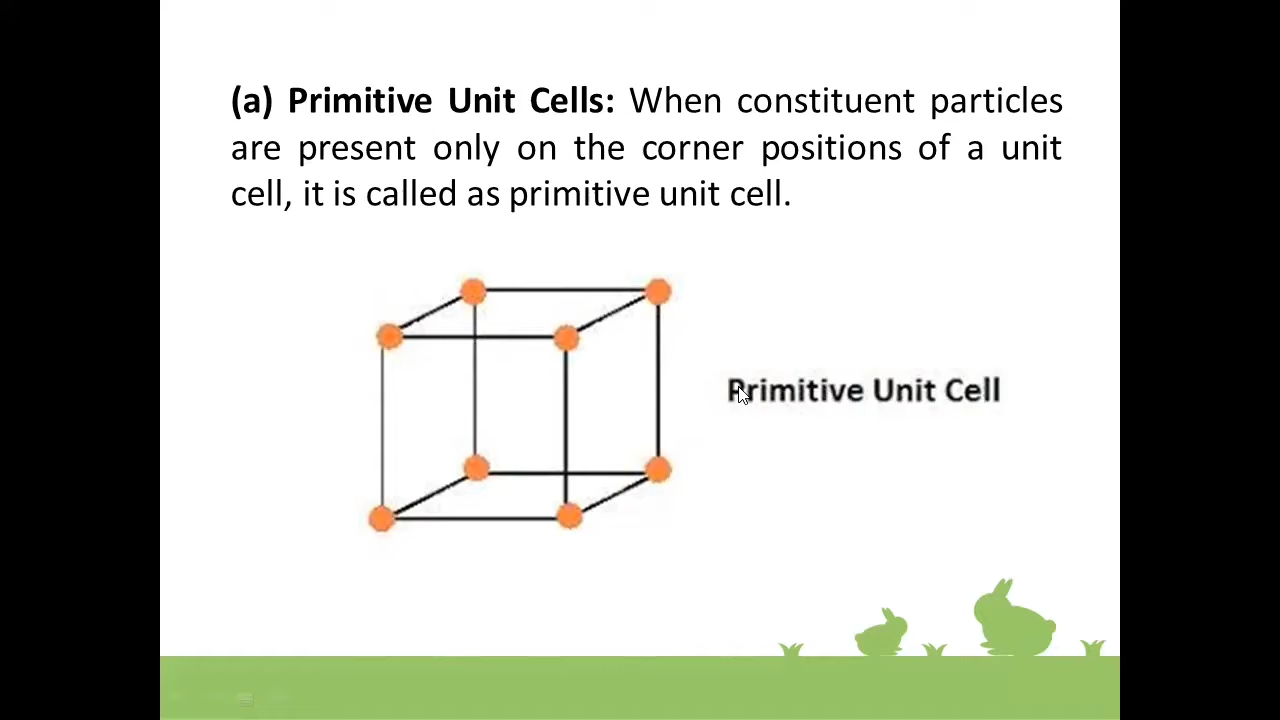 (a) Primitive Unit Cells: When constituent particles
are present only on the corner positions of a unit
cell, it is called as primitive unit cell.
Primitive Unit Cell